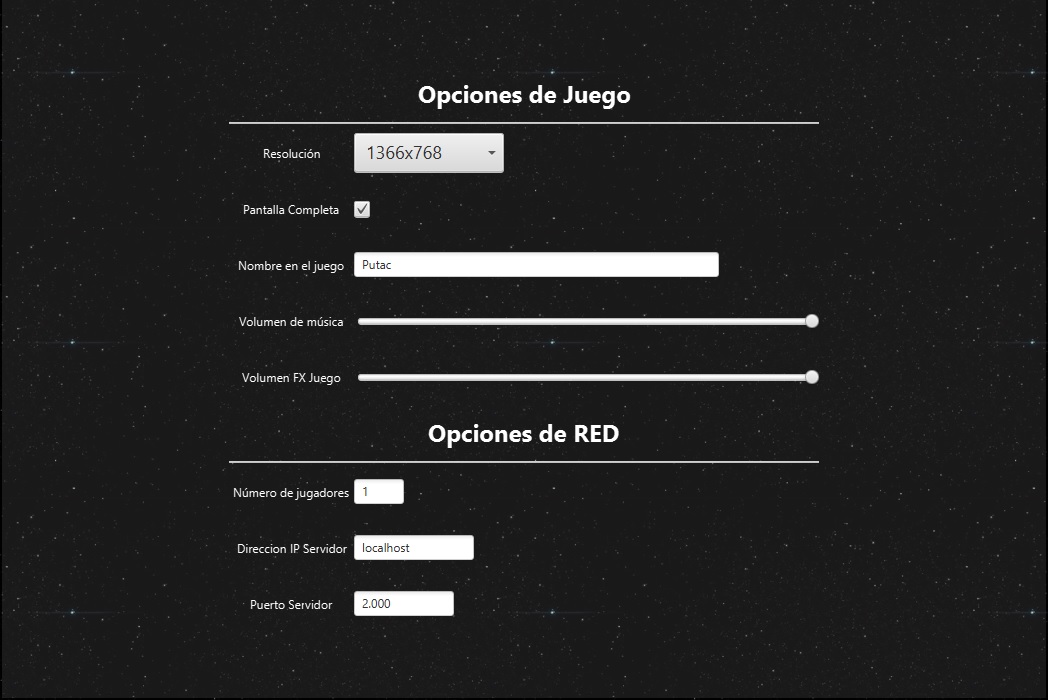 Opciones de Juego
Resolución 1366x768
Pantalla Completa
Nombre en el juego Putac
Volumen de música
Volumen FX Juego
Opciones de RED
Número de jugadores 1
Direccion IP Servidor localhost
Puerto Servidor 2.000